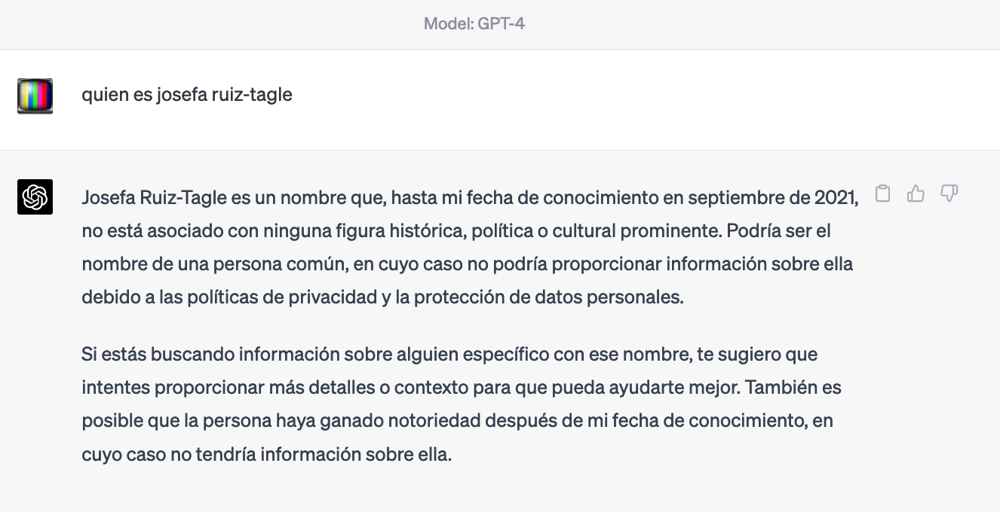 Model: GPT-4
quien es josefa ruiz-tagle
Josefa Ruiz-Tagle es un nombre que, hasta mi fecha de conocimiento en septiembre de 2021,
no está asociado con ninguna figura histórica, política o cultural prominente. Podría ser el
nombre de una persona común, en cuyo caso no podría proporcionar información sobre ella
debido a las políticas de privacidad y la protección de datos personales.
Si estás buscando información sobre alguien específico con ese nombre, te sugiero que
intentes proporcionar más detalles o contexto para que pueda ayudarte mejor. También es
posible que la persona haya ganado notoriedad después de mi fecha de conocimiento, en
cuyo caso no tendría información sobre ella.